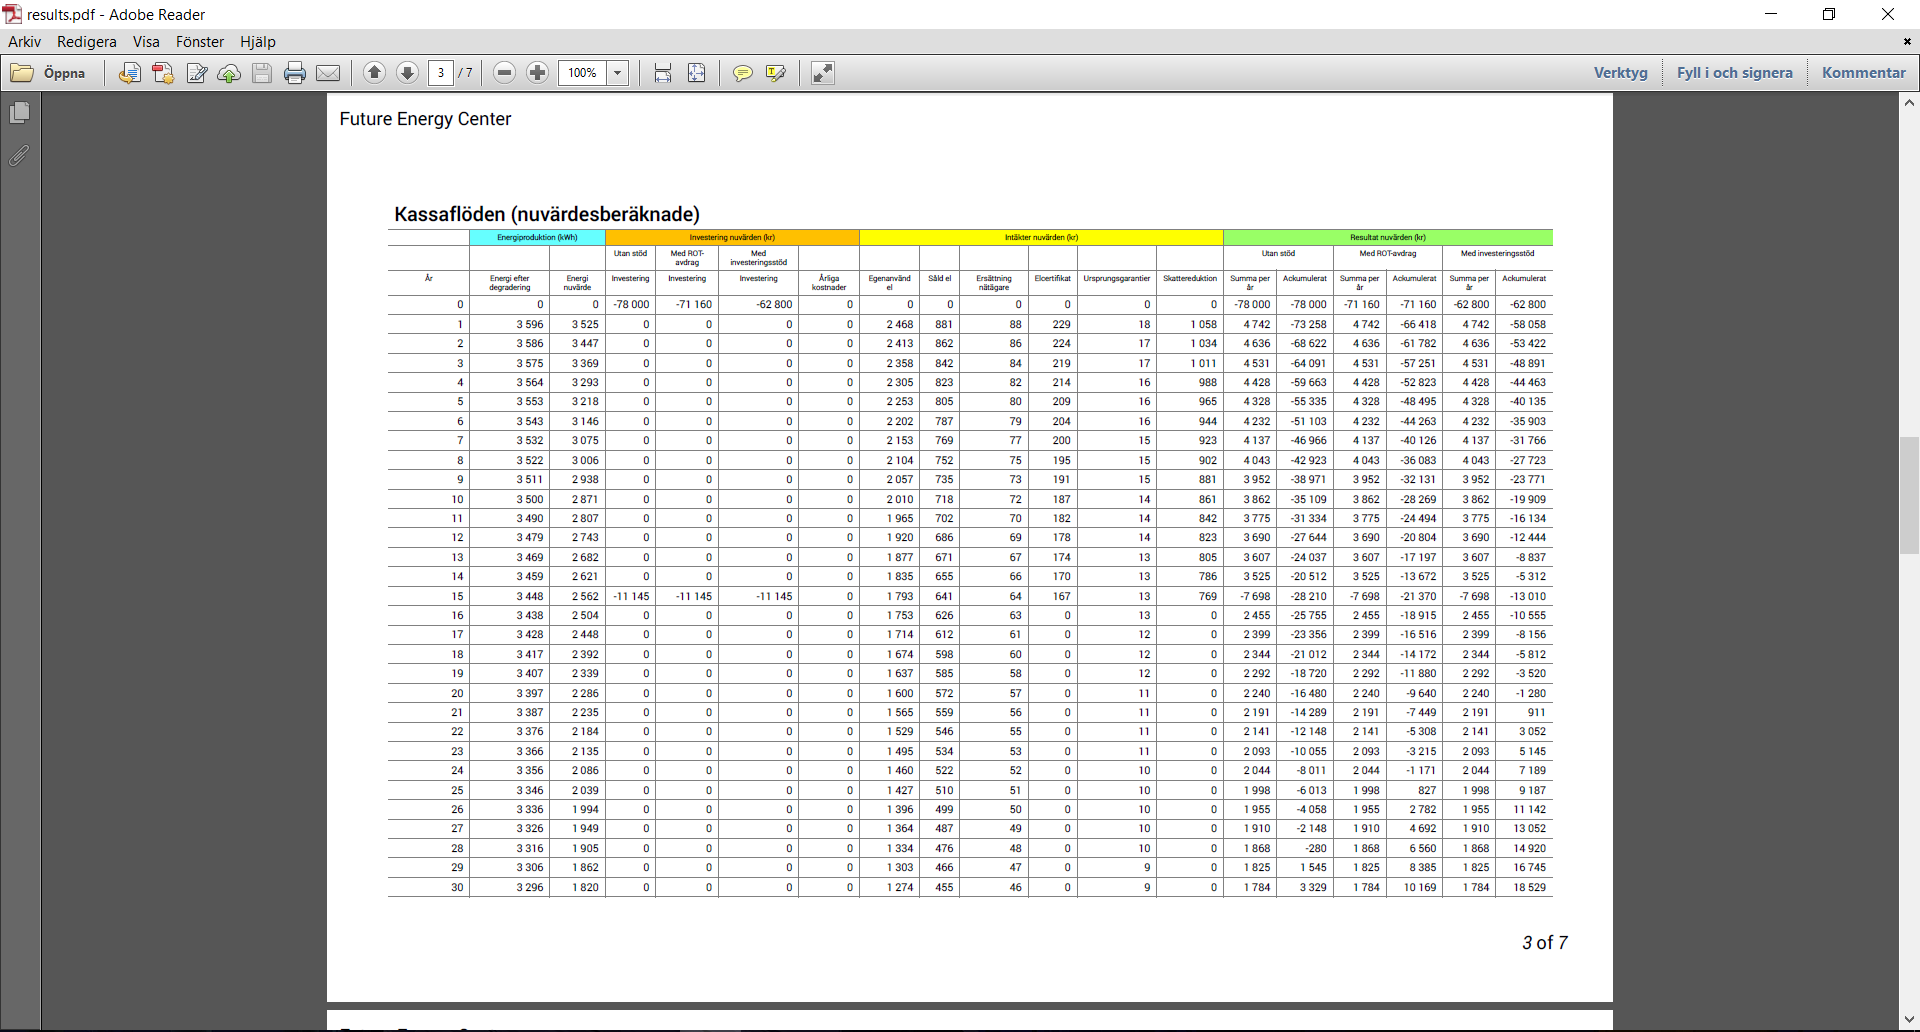 results.pdf - Adobe Reader
Arkiv Redigera Visa Fönster Hjälp
Öppna 3 / 7 100% Verktyg Fyll i och signera Kommentar
Future Energy Center
Kassaflöden (nuvärdesberäknade)
Energiproduktion (kWh) Investering nuvärden (kr) Intäkter nuvärden (kr) Resultat nuvärden (kr)
Utan stöd Med ROT-avdrag Med investeringsstöd Utan stöd Med ROT-avdrag Med investeringsstöd
År Energi efter degradering Energi nuvärde Investering Investering Investering Årliga kostnader Egenanvänd el Såld el Ersättning nätägare Elcertifikat Ursprungsgarantier Skattereduktion Summa per år Ackumulerat Summa per år Ackumulerat Summa per år Ackumulerat
0 0 0 -78 000 -71 160 -62 800 0 0 0 0 0 0 0 -78 000 -78 000 -71 160 -71 160 -62 800 -62 800
1 3 596 3 525 0 0 0 0 2 468 881 88 229 18 1 058 4 742 -73 258 4 742 -66 418 4 742 -58 058
2 3 586 3 447 0 0 0 0 2 413 862 86 224 17 1 034 4 636 -68 622 4 636 -61 782 4 636 -53 422
3 3 575 3 369 0 0 0 0 2 358 842 84 219 17 1 011 4 531 -64 091 4 531 -57 251 4 531 -48 891
4 3 564 3 293 0 0 0 0 2 305 823 82 214 16 988 4 428 -59 663 4 428 -52 823 4 428 -44 463
5 3 553 3 218 0 0 0 0 2 253 805 80 209 16 965 4 328 -55 335 4 328 -48 495 4 328 -40 135
6 3 543 3 146 0 0 0 0 2 202 787 79 204 16 944 4 232 -51 103 4 232 -44 263 4 232 -35 903
7 3 532 3 075 0 0 0 0 2 153 769 77 200 15 923 4 137 -46 966 4 137 -40 126 4 137 -31 766
8 3 522 3 006 0 0 0 0 2 104 752 75 195 15 902 4 043 -42 923 4 043 -36 083 4 043 -27 723
9 3 511 2 938 0 0 0 0 2 057 735 73 191 15 881 3 952 -38 971 3 952 -32 131 3 952 -23 771
10 3 500 2 871 0 0 0 0 2 010 718 72 187 14 861 3 862 -35 109 3 862 -28 269 3 862 -19 909
11 3 490 2 807 0 0 0 0 1 965 702 70 182 14 842 3 775 -31 334 3 775 -24 494 3 775 -16 134
12 3 479 2 743 0 0 0 0 1 920 686 69 178 14 823 3 690 -27 644 3 690 -20 804 3 690 -12 444
13 3 469 2 682 0 0 0 0 1 877 671 67 174 13 805 3 607 -24 037 3 607 -17 197 3 607 -8 837
14 3 459 2 621 0 0 0 0 1 835 655 66 170 13 786 3 525 -20 512 3 525 -13 672 3 525 -5 312
15 3 448 2 562 -11 145 -11 145 -11 145 0 1 793 641 64 167 13 769 -7 698 -28 210 -7 698 -21 370 -7 698 -13 010
16 3 438 2 504 0 0 0 0 1 753 626 63 0 13 0 2 455 -25 755 2 455 -18 915 2 455 -10 555
17 3 428 2 448 0 0 0 0 1 714 612 61 0 12 0 2 399 -23 356 2 399 -16 516 2 399 -8 156
18 3 417 2 392 0 0 0 0 1 674 598 60 0 12 0 2 344 -21 012 2 344 -14 172 2 344 -5 812
19 3 407 2 339 0 0 0 0 1 637 585 58 0 12 0 2 292 -18 720 2 292 -11 880 2 292 -3 520
20 3 397 2 286 0 0 0 0 1 600 572 57 0 11 0 2 240 -16 480 2 240 -9 640 2 240 -1 280
21 3 387 2 235 0 0 0 0 1 565 559 56 0 11 0 2 191 -14 289 2 191 -7 449 2 191 911
22 3 376 2 184 0 0 0 0 1 529 546 55 0 11 0 2 141 -12 148 2 141 -5 308 2 141 3 052
23 3 366 2 135 0 0 0 0 1 495 534 53 0 11 0 2 093 -10 055 2 093 -3 215 2 093 5 145
24 3 356 2 086 0 0 0 0 1 460 522 52 0 10 0 2 044 -8 011 2 044 -1 171 2 044 7 189
25 3 346 2 039 0 0 0 0 1 427 510 51 0 10 0 1 998 -6 013 1 998 827 1 998 9 187
26 3 336 1 994 0 0 0 0 1 396 499 50 0 10 0 1 955 -4 058 1 955 2 782 1 955 11 142
27 3 326 1 949 0 0 0 0 1 364 487 49 0 10 0 1 910 -2 148 1 910 4 692 1 910 13 052
28 3 316 1 905 0 0 0 0 1 334 476 48 0 10 0 1 868 -280 1 868 6 560 1 868 14 920
29 3 306 1 862 0 0 0 0 1 303 466 47 0 9 0 1 825 1 545 1 825 8 385 1 825 16 745
30 3 296 1 820 0 0 0 0 1 274 455 46 0 9 0 1 784 3 329 1 784 10 169 1 784 18 529
3 of 7